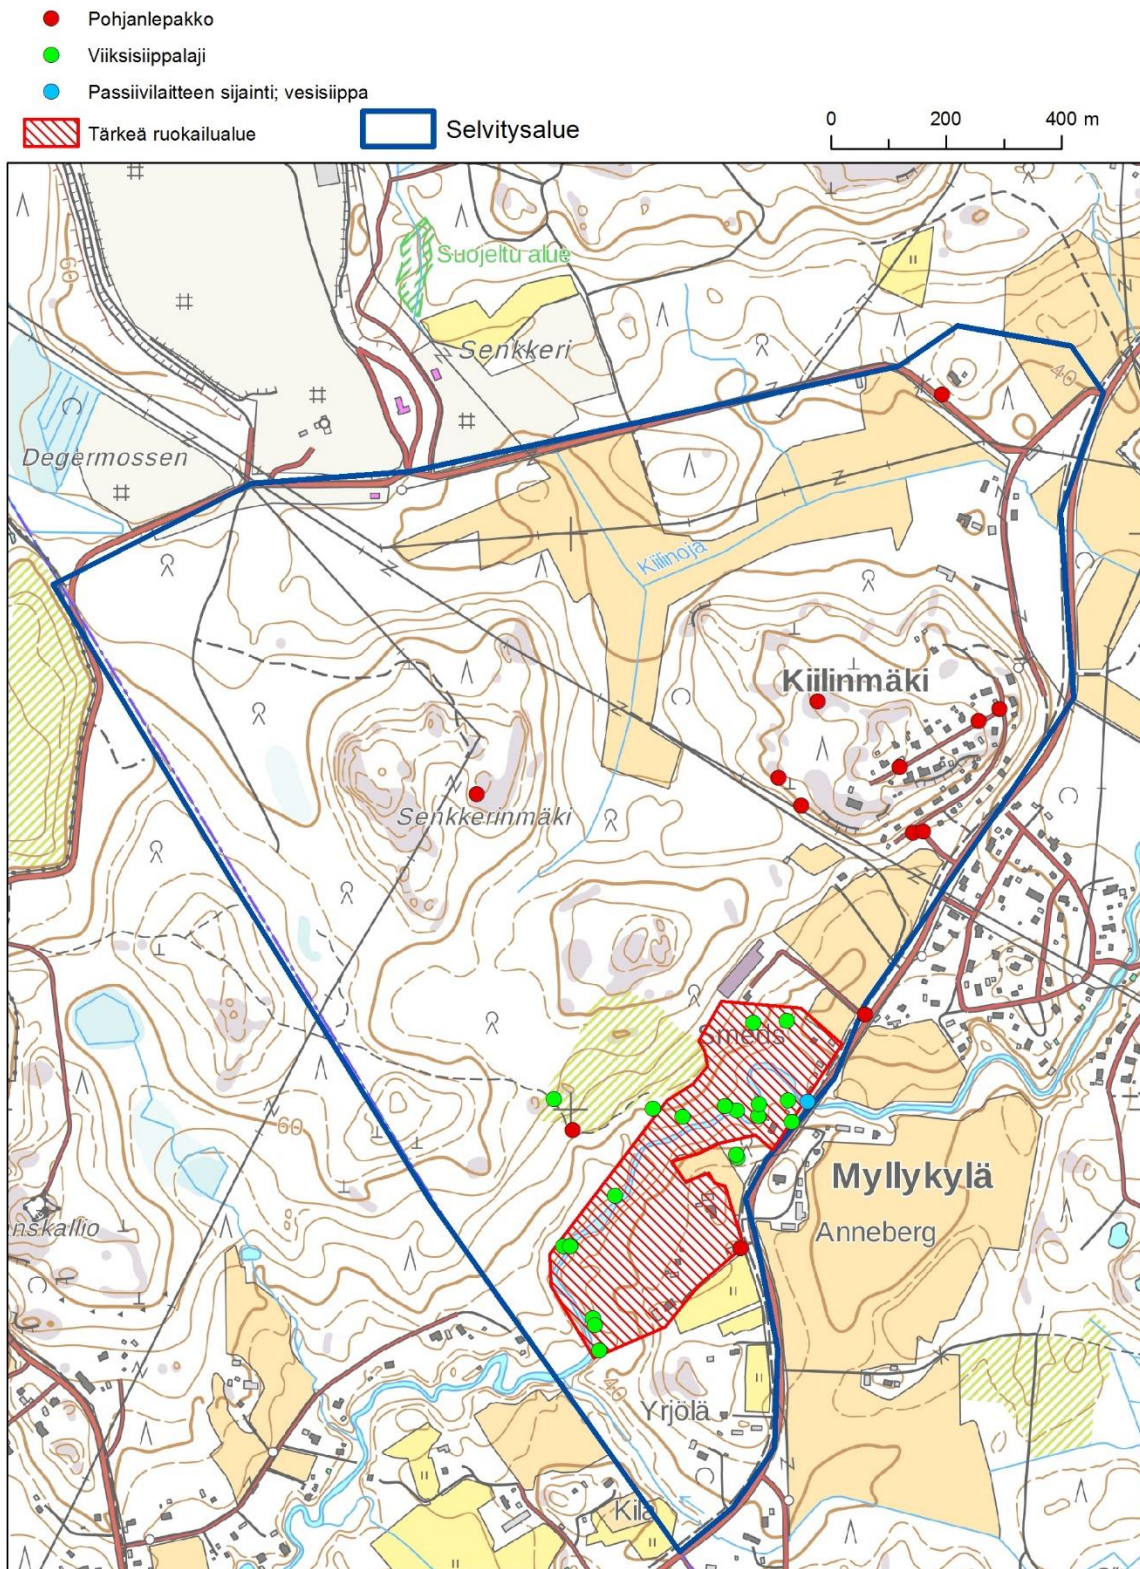 Pohjanlepakko
Viiksisiippalaji
Passiivilaitteen sijainti; vesisiippa
Tärkeä ruokailualue
Selvitysalue
0 200 400 m
Suojeltu alue
60
Senkkeri
40
Degermossen
Kiilinoja
Kiilinmäki
Senkkerinmäki
Smeds
60
Myllykylä
nskallio
Anneberg
40
Yrjölä
Kila